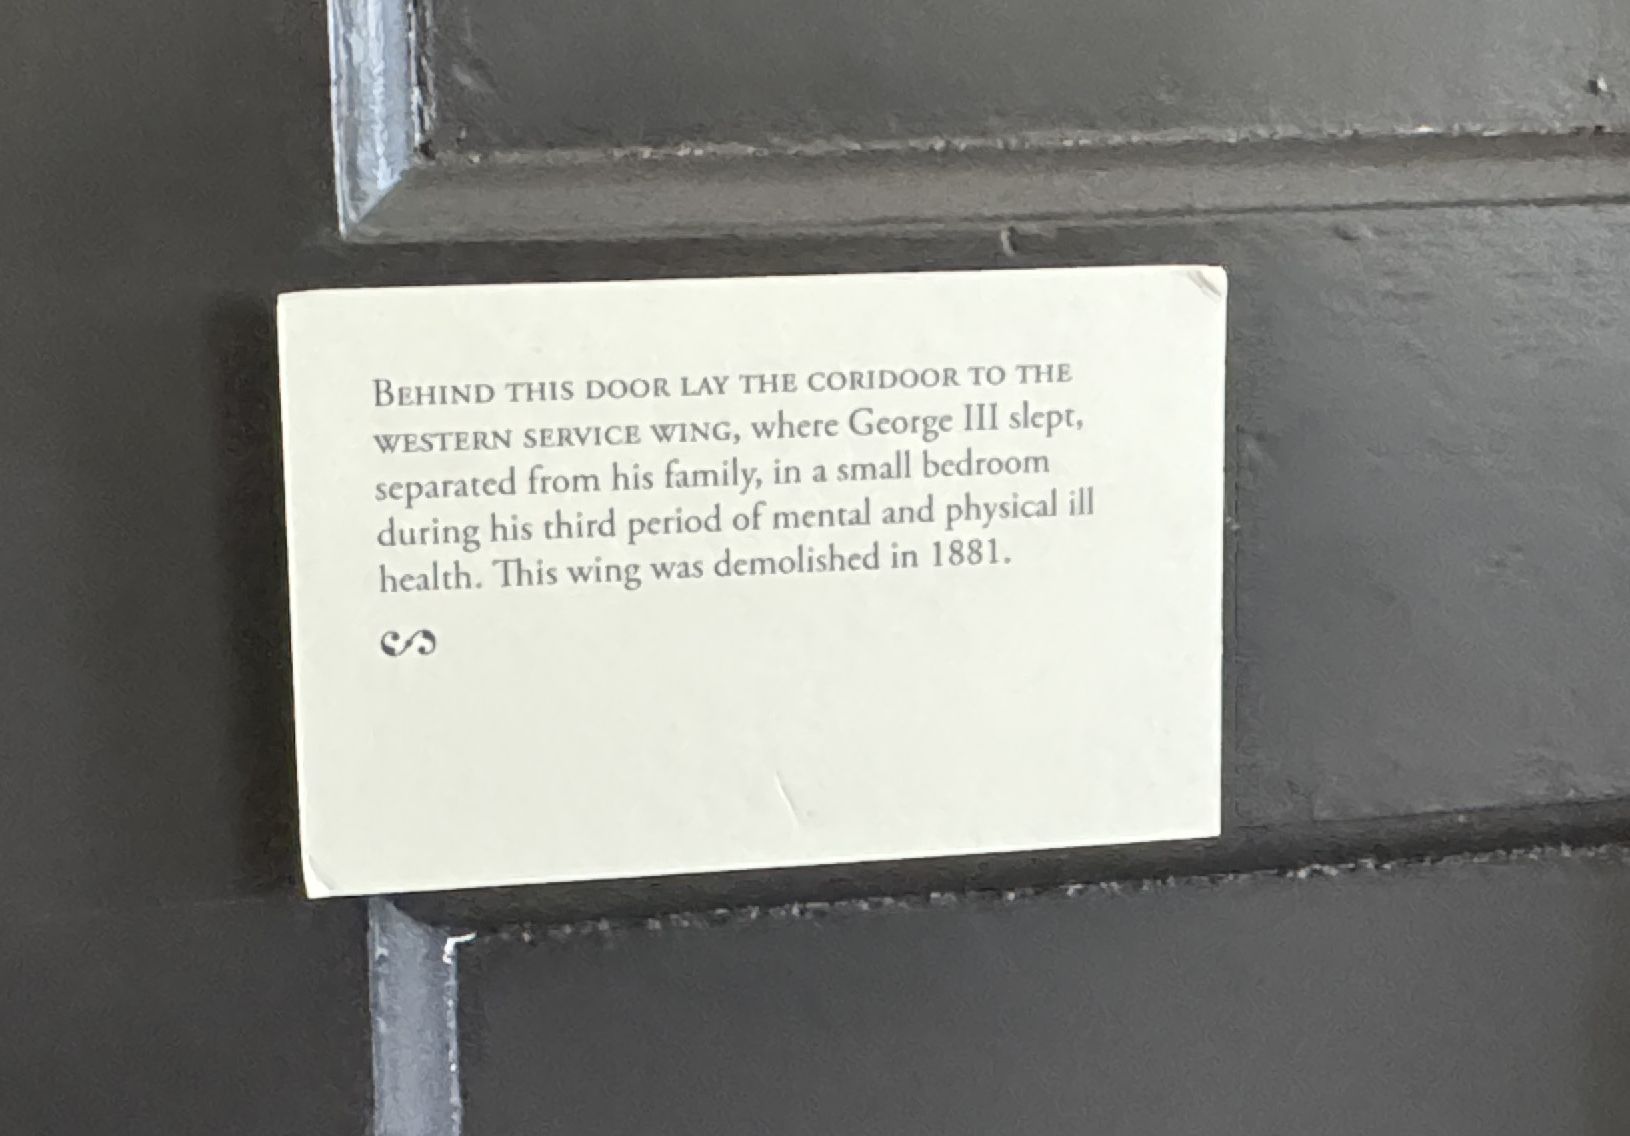 BEHIND THIS DOOR LAY THE CORIDOOR TO THE
WESTERN SERVICE WING, where George III slept,
separated from his family, in a small bedroom
during his third period of mental and physical ill
health. This wing was demolished in 1881.